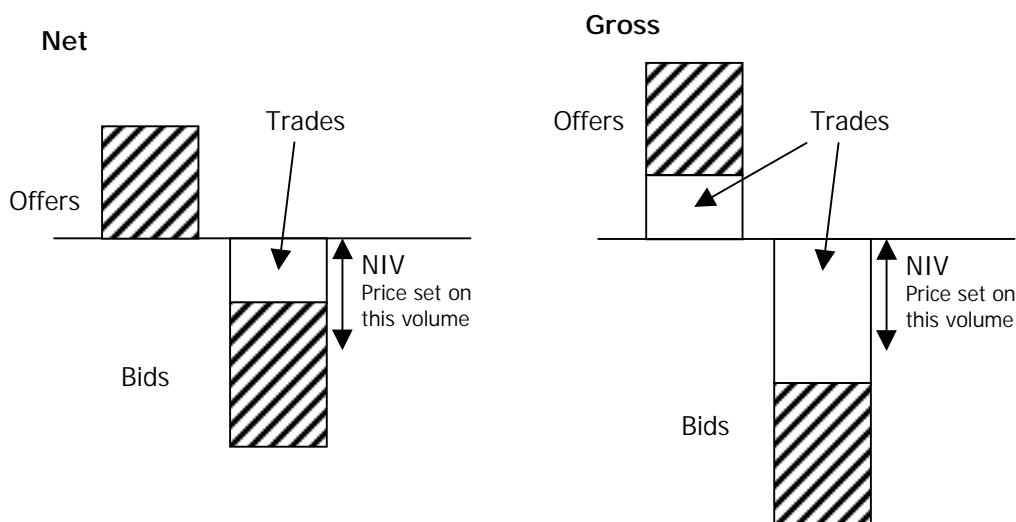 Net
Trades
Offers
NIV
Price set on
this volume
Bids
Gross
Offers
Trades
NIV
Price set on
this volume
Bids